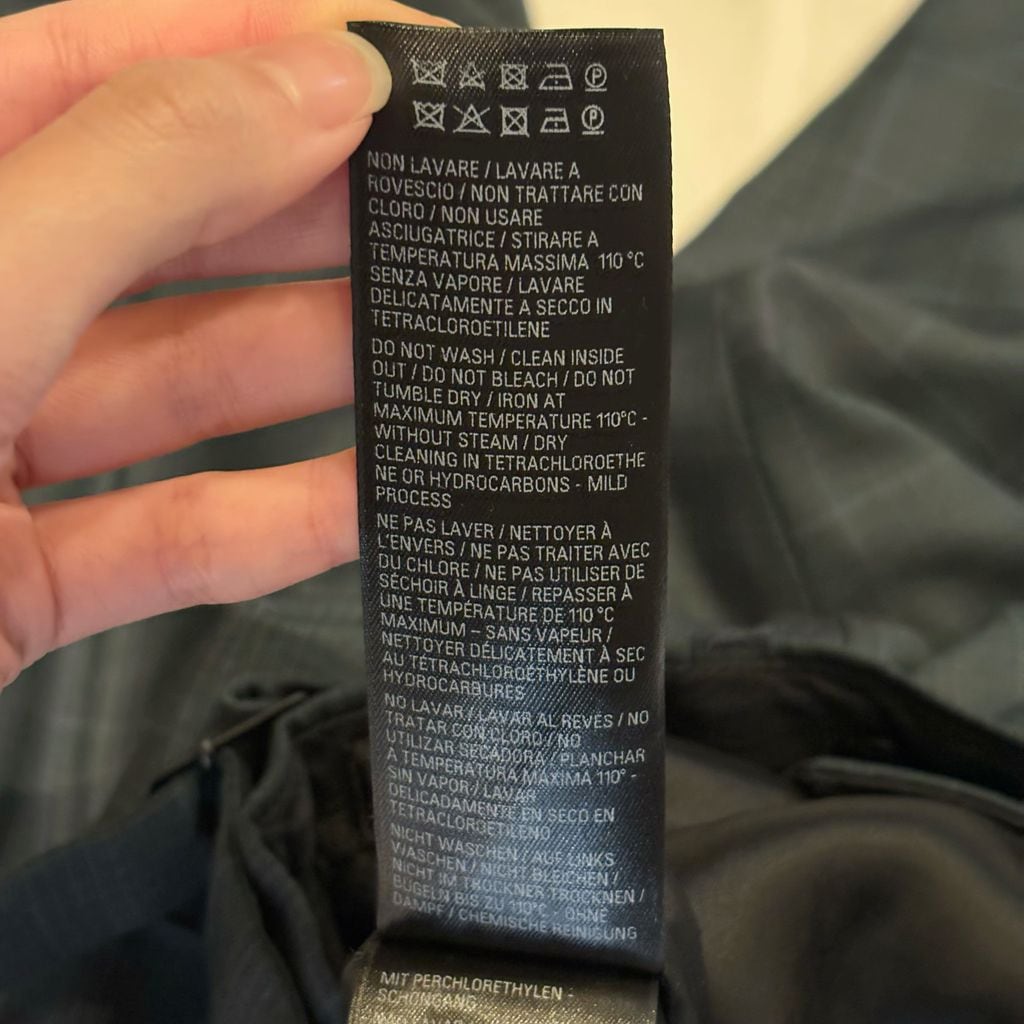 P
P
NON LAVARE / LAVARE A
ROVESCIO / NON TRATTARE CON
CLORO / NON USARE
ASCIUGATRICE / STIRARE A
TEMPERATURA MASSIMA 110 °C
SENZA VAPORE / LAVARE
DELICATAMENTE A SECCO IN
TETRACLOROETILENE
DO NOT WASH / CLEAN INSIDE
OUT / DO NOT BLEACH / DO NOT
TUMBLE DRY / IRON AT
MAXIMUM TEMPERATURE 110°C -
WITHOUT STEAM / DRY
CLEANING IN TETRACHLOROETHE
NE OR HYDROCARBONS - MILD
PROCESS
NE PAS LAVER / NETTOYER À
L'ENVERS / NE PAS TRAITER AVEC
DU CHLORE / NE PAS UTILISER DE
SÉCHOIR À LINGE / REPASSER À
UNE TEMPÉRATURE DE 110 °C
MAXIMUM – SANS VAPEUR /
NETTOYER DÉLICATEMENT À SEC
AU TÉTRACHLOROÉTHYLÈNE OU
HYDROCARBURES
NO LAVAR / LAVAR AL REVÉS / NO
TRATAR CON CLORO / NO
UTILIZAR SECADORA / PLANCHAR
A TEMPERATURA MÁXIMA 110° -
SIN VAPOR / LAVAR
DELICADAMENTE EN SECO EN
TETRACLOROETILENO
NICHT WASCHEN / AUF LINKS
WASCHEN / NICHT BLEICHEN /
NICHT IM TROCKNER TROCKNEN /
BÜGELN BIS ZU 110°C - OHNE
DAMPF / CHEMISCHE REINIGUNG
MIT PERCHLORETHYLEN -
SCHONGANG